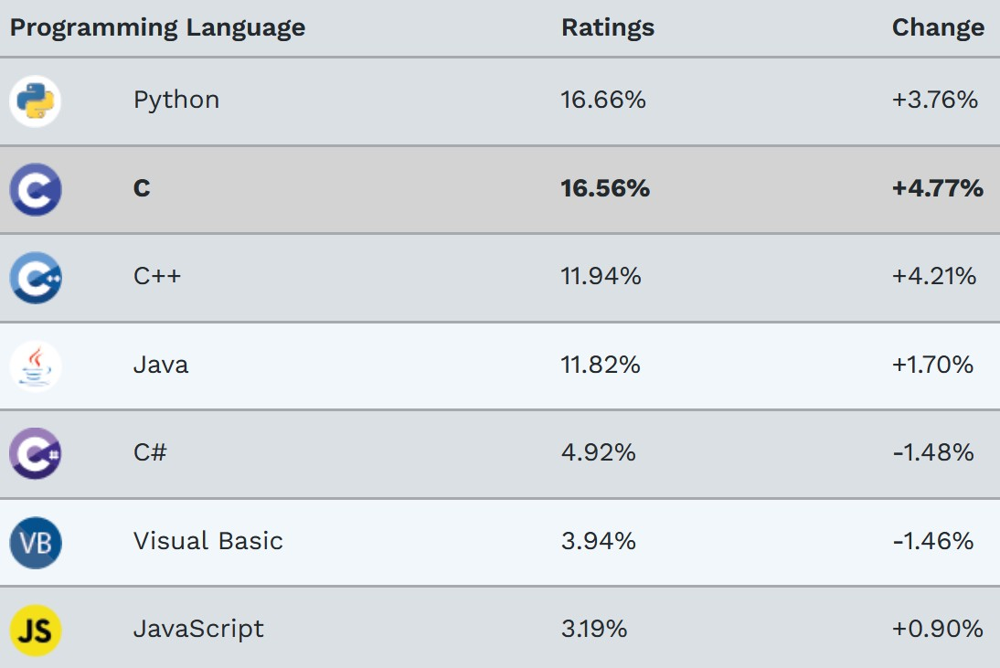 Programming Language Ratings Change
Python 16.66% +3.76%
C C 16.56% +4.77%
C++ C++ 11.94% +4.21%
Java 11.82% +1.70%
C# C# 4.92% -1.48%
VB Visual Basic 3.94% -1.46%
JS JavaScript 3.19% +0.90%